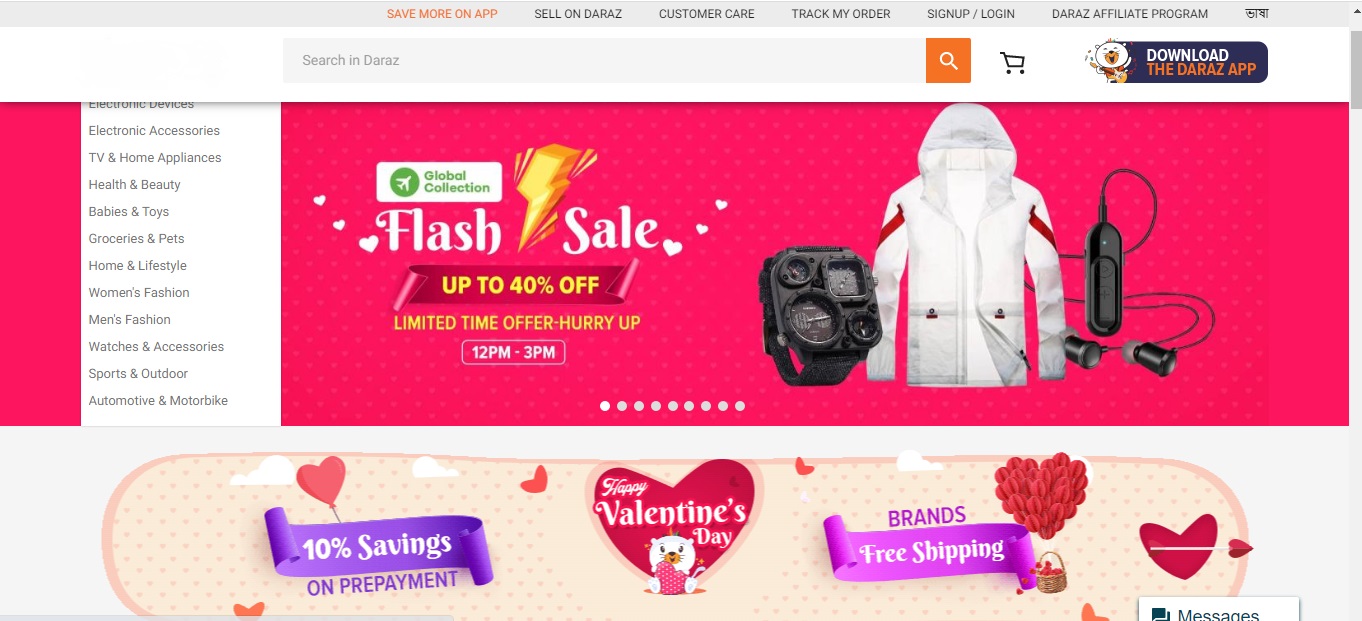 SAVE MORE ON APP SELL ON DARAZ CUSTOMER CARE TRACK MY ORDER SIGNUP / LOGIN DARAZ AFFILIATE PROGRAM ভাষা
Search in Daraz
DOWNLOAD
THE DARAZ APP
Electronic Devices
Electronic Accessories
TV & Home Appliances
Health & Beauty
Babies & Toys
Groceries & Pets
Home & Lifestyle
Women's Fashion
Men's Fashion
Watches & Accessories
Sports & Outdoor
Automotive & Motorbike
Global
Collection
Flash Sale
UP TO 40% OFF
LIMITED TIME OFFER-HURRY UP
12PM - 3PM
10% Savings
ON PREPAYMENT
Happy
Valentine's
Day
BRANDS
Free Shipping
Messages